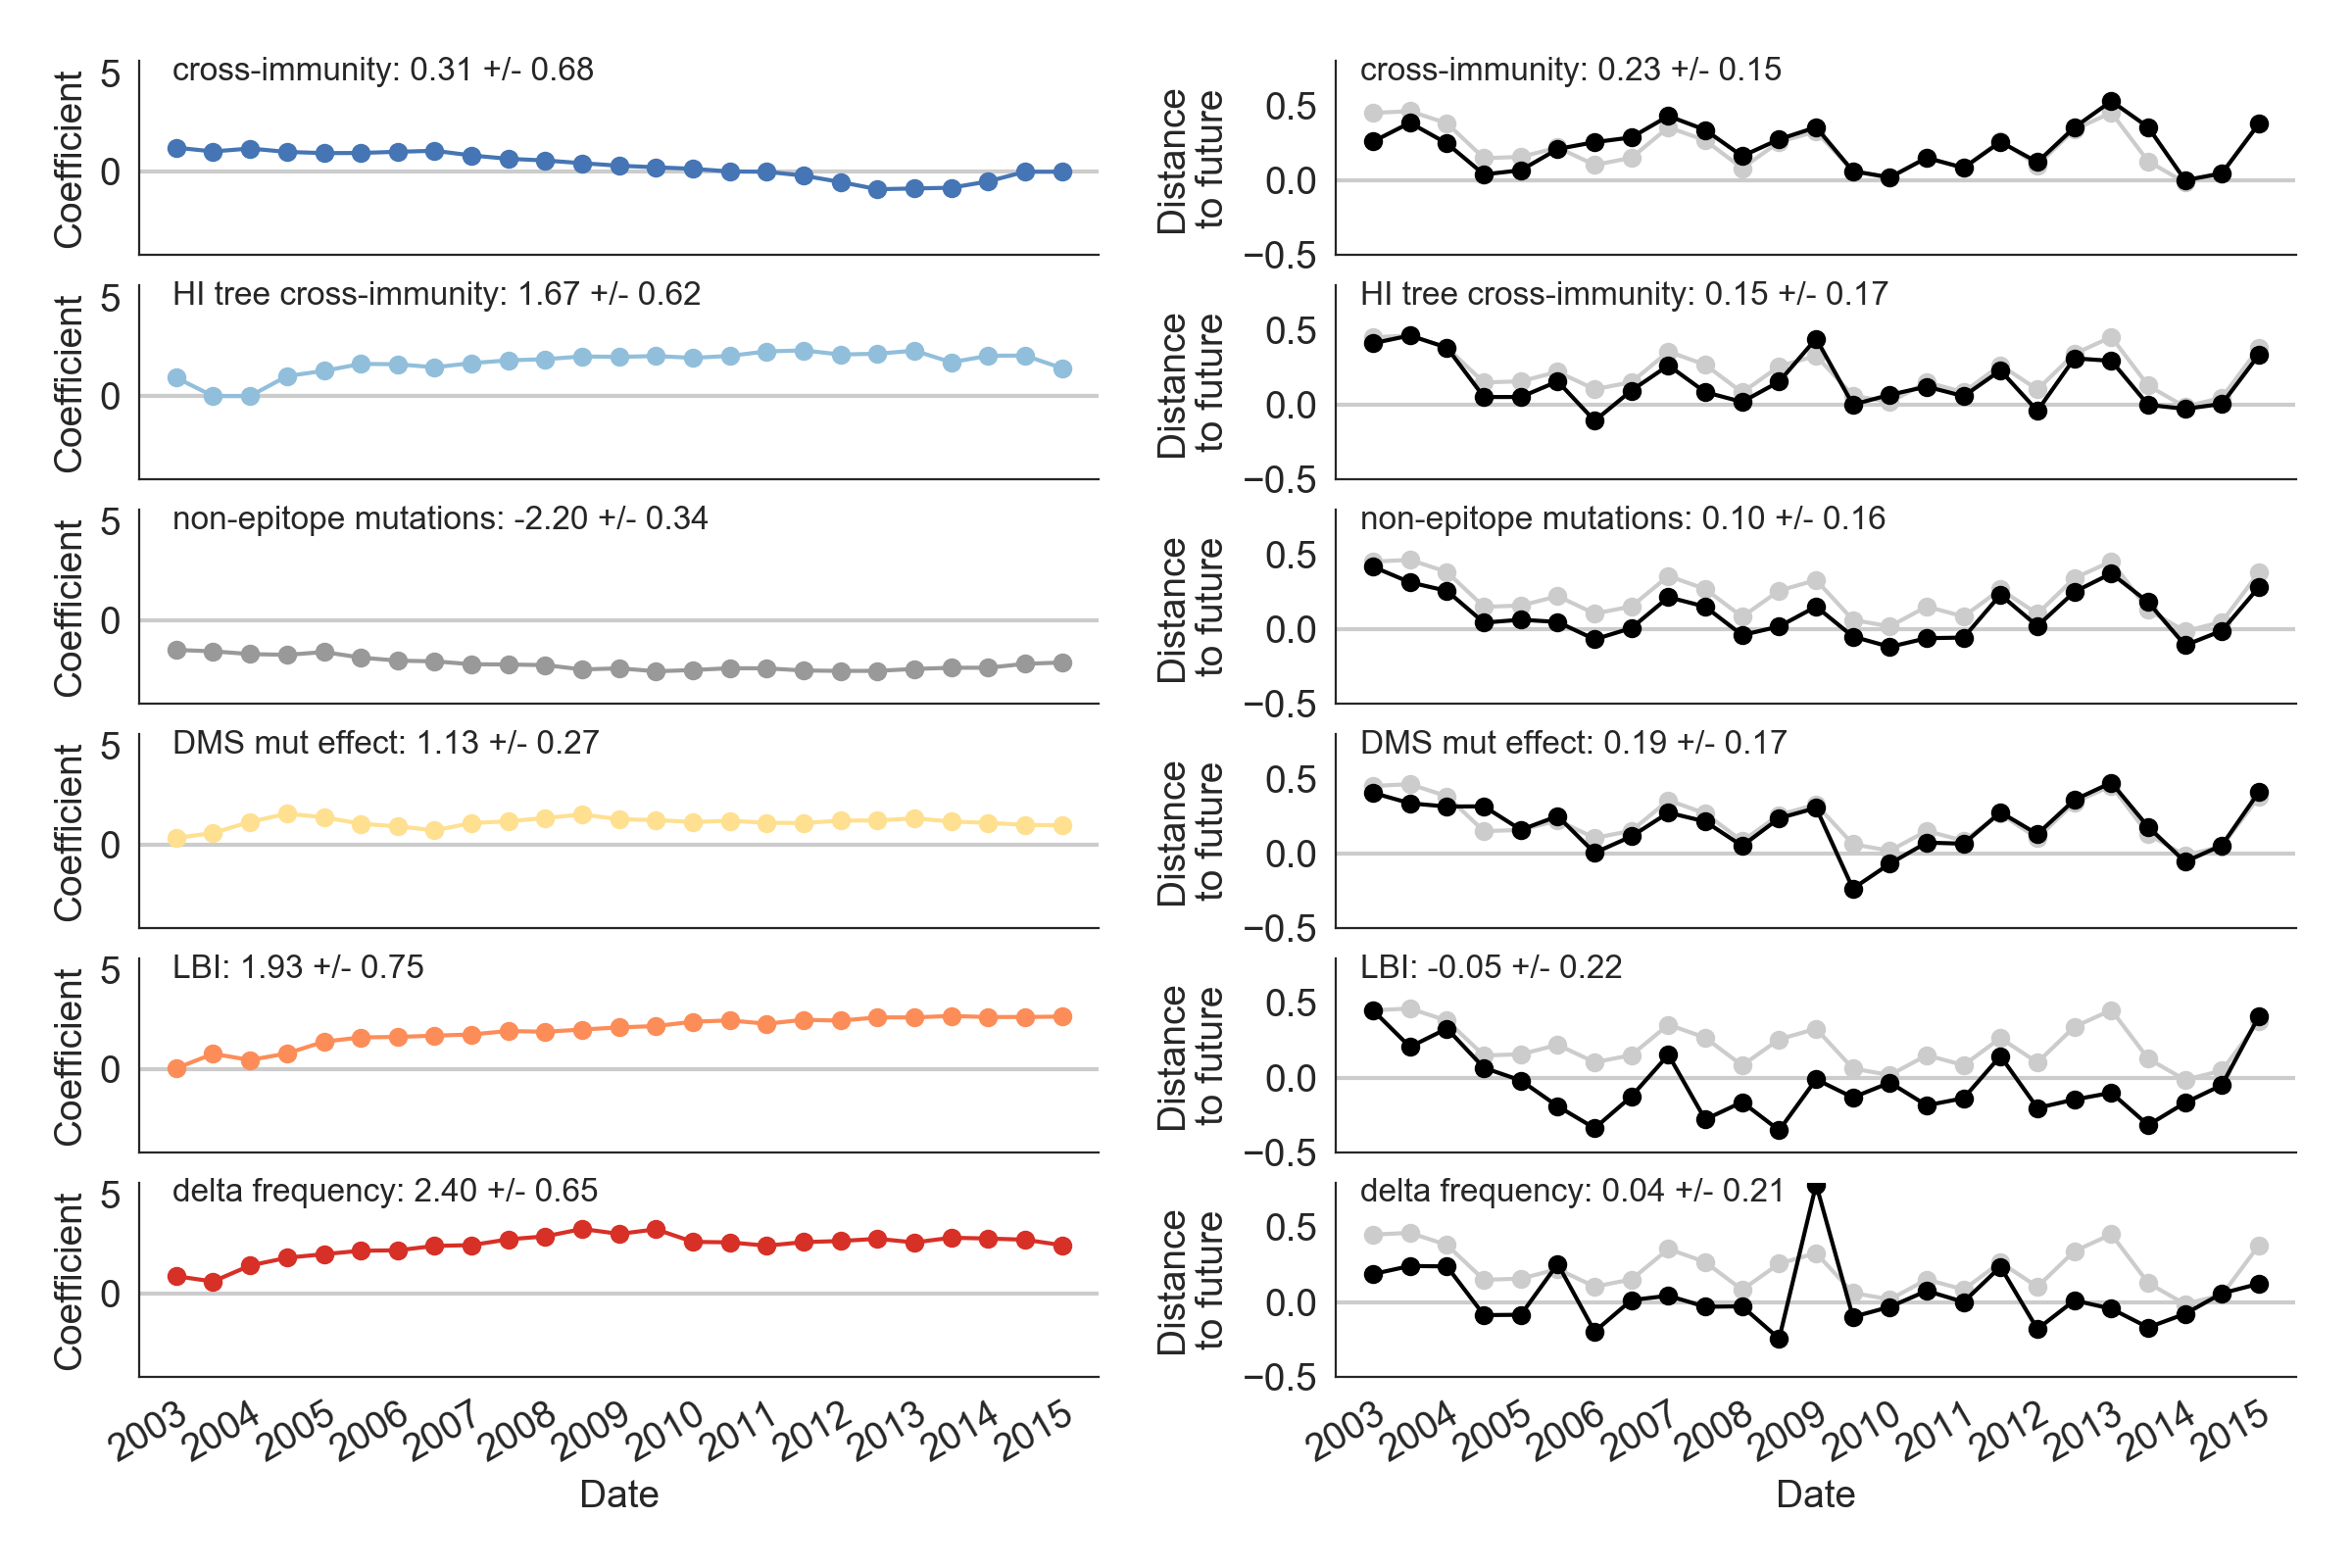 cross-immunity: 0.31 +/- 0.68
5
0
Coefficient
HI tree cross-immunity: 1.67 +/- 0.62
5
0
Coefficient
non-epitope mutations: -2.20 +/- 0.34
5
0
Coefficient
DMS mut effect: 1.13 +/- 0.27
5
0
Coefficient
LBI: 1.93 +/- 0.75
5
0
Coefficient
delta frequency: 2.40 +/- 0.65
5
0
Coefficient
2003 2004 2005 2006 2007 2008 2009 2010 2011 2012 2013 2014 2015
Date
cross-immunity: 0.23 +/- 0.15
0.5
0.0
−0.5
Distance
to future
HI tree cross-immunity: 0.15 +/- 0.17
0.5
0.0
−0.5
Distance
to future
non-epitope mutations: 0.10 +/- 0.16
0.5
0.0
−0.5
Distance
to future
DMS mut effect: 0.19 +/- 0.17
0.5
0.0
−0.5
Distance
to future
LBI: -0.05 +/- 0.22
0.5
0.0
−0.5
Distance
to future
delta frequency: 0.04 +/- 0.21
0.5
0.0
−0.5
Distance
to future
2003 2004 2005 2006 2007 2008 2009 2010 2011 2012 2013 2014 2015
Date